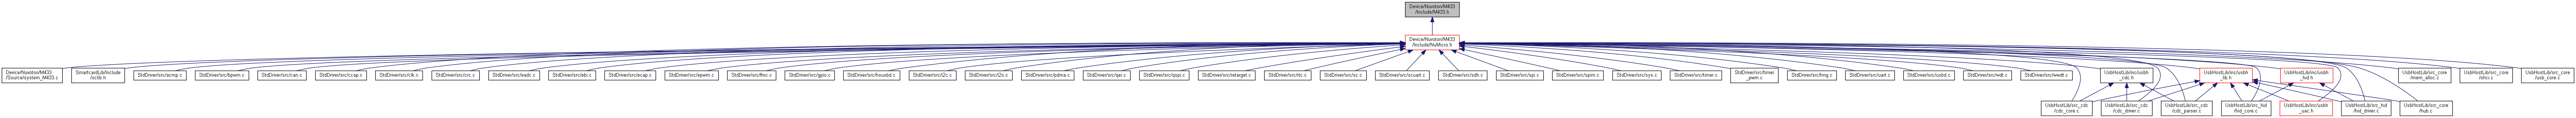 Device/Nuvoton/M433
/Include/M433.h
Device/Nuvoton/M433
/Include/NuMicro.h
Device/Nuvoton/M433
/Source/system_M433.c
SmartcardLib/Include
/sclib.h
StdDriver/src/acmp.c
StdDriver/src/bpwm.c
StdDriver/src/can.c
StdDriver/src/ccap.c
StdDriver/src/clk.c
StdDriver/src/crc.c
StdDriver/src/eadc.c
StdDriver/src/ebi.c
StdDriver/src/ecap.c
StdDriver/src/epwm.c
StdDriver/src/fmc.c
StdDriver/src/gpio.c
StdDriver/src/hsusbd.c
StdDriver/src/i2c.c
StdDriver/src/i2s.c
StdDriver/src/pdma.c
StdDriver/src/qei.c
StdDriver/src/qspi.c
StdDriver/src/retarget.c
StdDriver/src/rtc.c
StdDriver/src/sc.c
StdDriver/src/scuart.c
StdDriver/src/sdh.c
StdDriver/src/spi.c
StdDriver/src/spim.c
StdDriver/src/sys.c
StdDriver/src/timer.c
StdDriver/src/timer
_pwm.c
StdDriver/src/trng.c
StdDriver/src/uart.c
StdDriver/src/usbd.c
StdDriver/src/wdt.c
StdDriver/src/wwdt.c
UsbHostLib/inc/usbh
_cdc.h
UsbHostLib/inc/usbh
_lib.h
UsbHostLib/inc/usbh
_hid.h
UsbHostLib/src_core
/mem_alloc.c
UsbHostLib/src_core
/ohci.c
UsbHostLib/src_core
/usb_core.c
UsbHostLib/src_cdc
/cdc_core.c
UsbHostLib/src_cdc
/cdc_driver.c
UsbHostLib/src_cdc
/cdc_parser.c
UsbHostLib/src_hid
/hid_core.c
UsbHostLib/inc/usbh
_uac.h
UsbHostLib/src_hid
/hid_driver.c
UsbHostLib/src_core
/hub.c